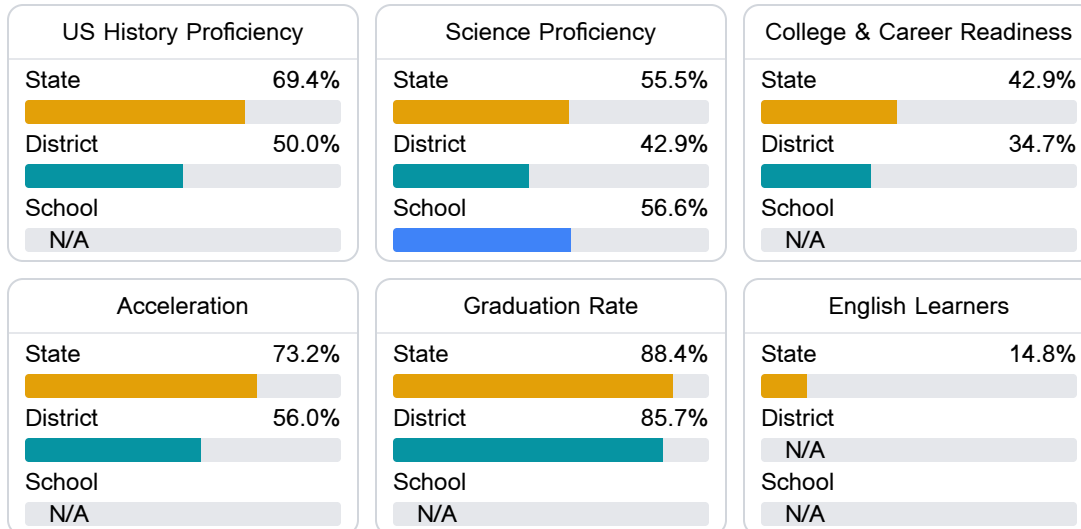 US History Proficiency
State 69.4%
District 50.0%
School
N/A
Science Proficiency
State 55.5%
District 42.9%
School 56.6%
College & Career Readiness
State 42.9%
District 34.7%
School
N/A
Acceleration
State 73.2%
District 56.0%
School
N/A
Graduation Rate
State 88.4%
District 85.7%
School
N/A
English Learners
State 14.8%
District
N/A
School
N/A